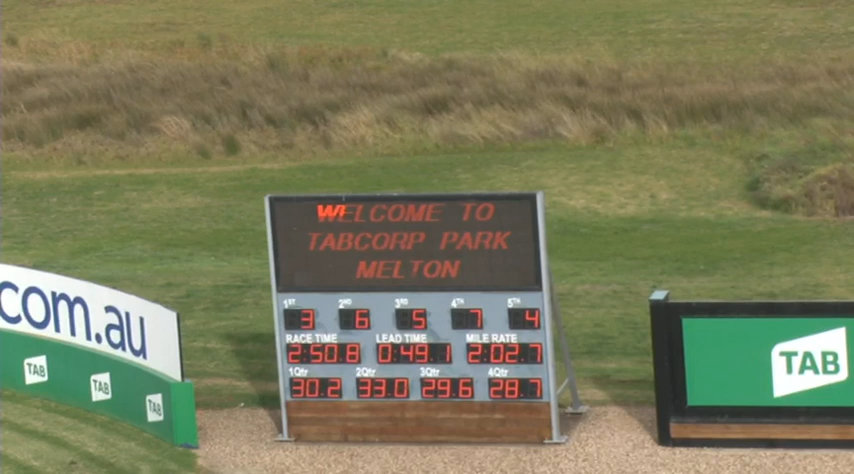 WELCOME TO
TABCORP PARK
MELTON
1ST 2ND 3RD 4TH 5TH
3 6 5 7 4
RACE TIME LEAD TIME MILE RATE
2:50.8 0:49.1 2:02.7
1Qtr 2Qtr 3Qtr 4Qtr
30.2 33.0 29.6 28.7
com.au
TAB
TAB
TAB
TAB